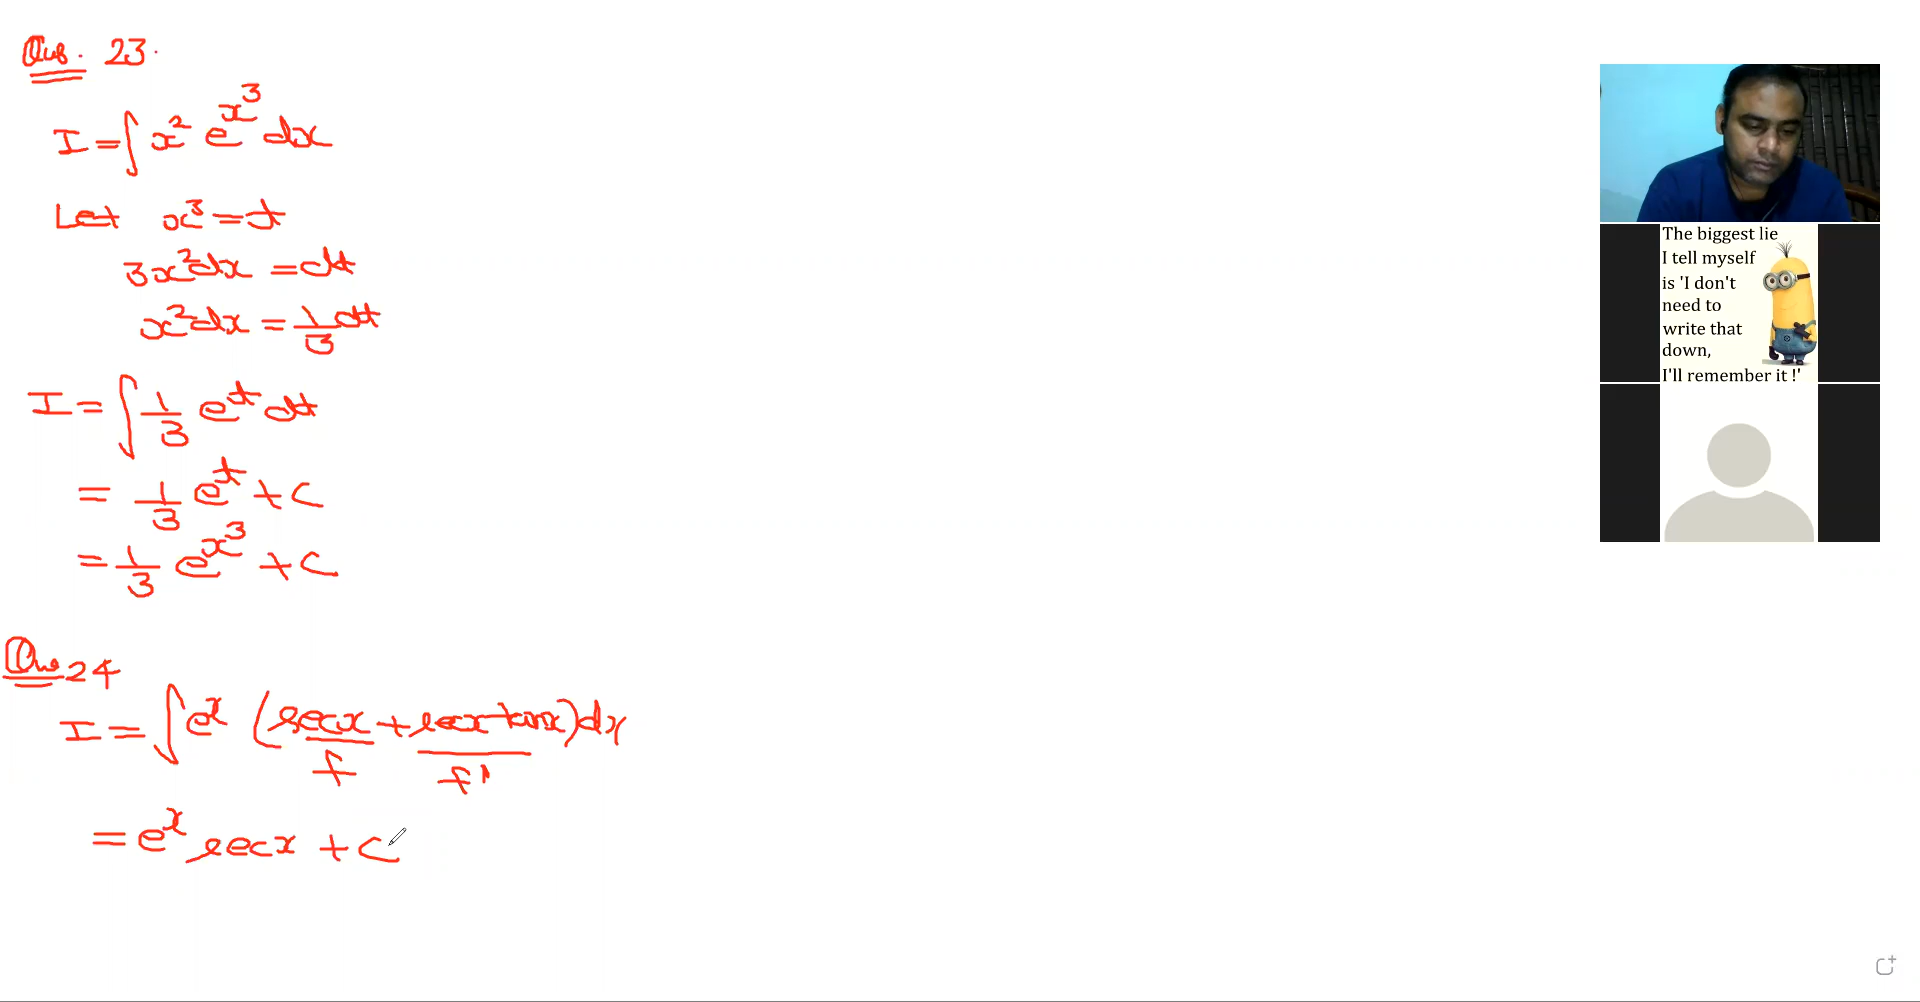 Ques. 23.
I = ∫ x² e^x³ dx
Let x³ = t
3x² dx = dt
x² dx = 1/3 dt
I = ∫ 1/3 e^t dt
= 1/3 e^t + C
= 1/3 e^x³ + C
Que 24
I = ∫ e^x (sec x + sec x tan x) dx
f f'
= e^x sec x + C
The biggest lie
I tell myself
is 'I don't
need to
write that
down,
I'll remember it !'